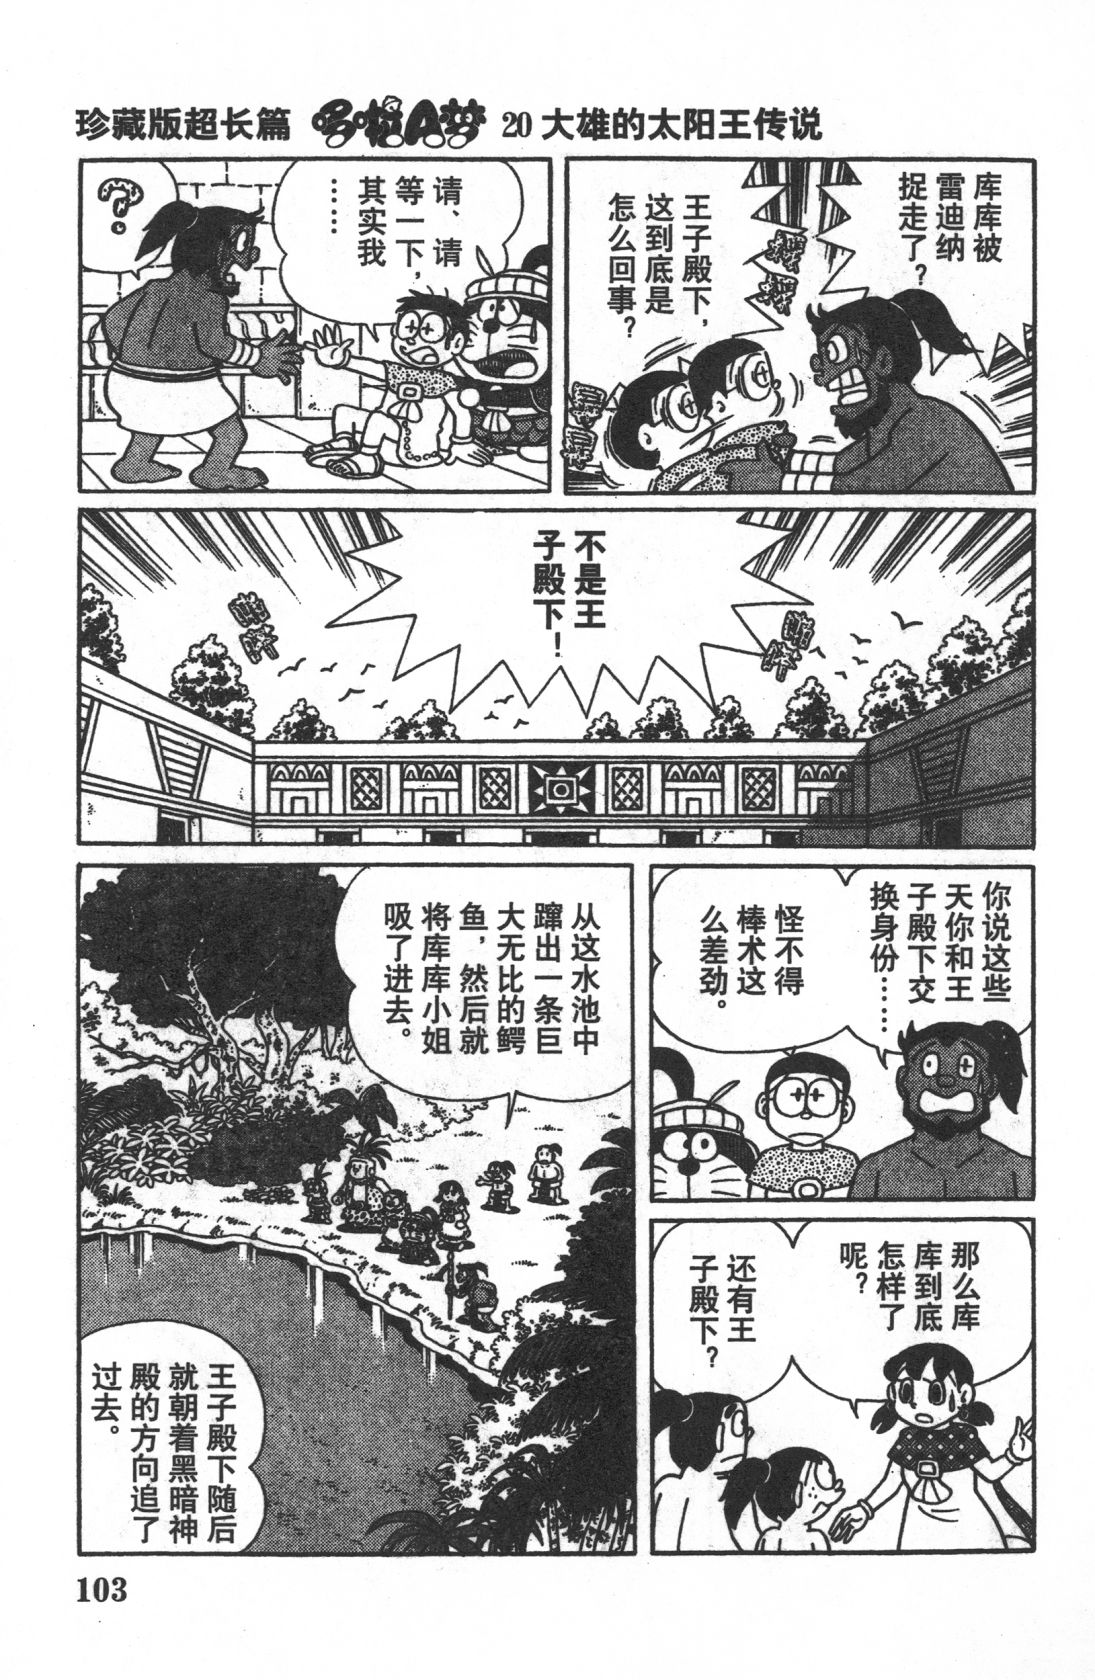 珍藏版超长篇 哆啦A梦 20 大雄的太阳王传说
库库被
雷迪纳
捉走了?
王子殿下,
这到底是
怎么回事?
摇摇
晃晃
请、请
等一下,
其实我
……
?
不是王
子殿下!
你说这些
天你和王
子殿下交
换身份……
怪不得
棒术这
么差劲。
那么库
库到底
怎样了
呢?
还有王
子殿下?
从这水池中
蹿出一条巨
大无比的鳄
鱼,然后就
将库库小姐
吸了进去。
王子殿下随后
就朝着黑暗神
殿的方向追了
过去。
103